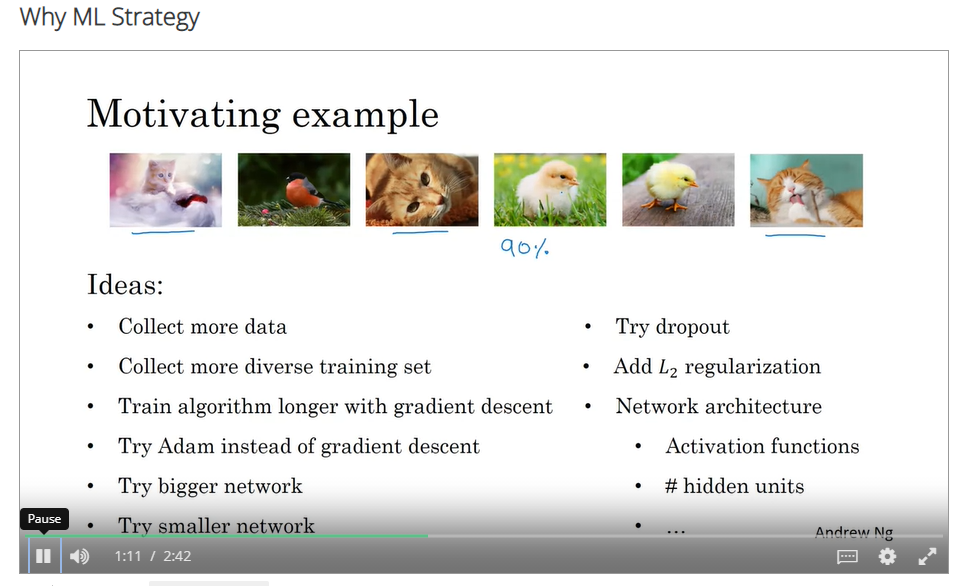 Why ML Strategy
Motivating example
90%
Ideas:
• Collect more data
• Collect more diverse training set
• Train algorithm longer with gradient descent
• Try Adam instead of gradient descent
• Try bigger network
• Try smaller network
• Try dropout
• Add L₂ regularization
• Network architecture
• Activation functions
• # hidden units
• ...
Andrew Ng
Pause
1:11 / 2:42